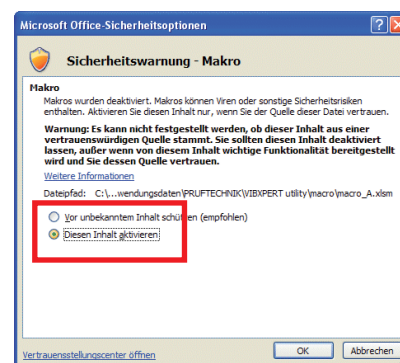 Microsoft Office-Sicherheitsoptionen
Sicherheitswarnung - Makro
Makro
Makros wurden deaktiviert. Makros können Viren oder sonstige Sicherheitsrisiken
enthalten. Aktivieren Sie diesen Inhalt nur, wenn Sie der Quelle dieser Datei vertrauen.
Warnung: Es kann nicht festgestellt werden, ob dieser Inhalt aus einer
vertrauenswürdigen Quelle stammt. Sie sollten diesen Inhalt deaktiviert
lassen, außer wenn von diesem Inhalt wichtige Funktionalität bereitgestellt
wird und Sie dessen Quelle vertrauen.
Weitere Informationen
Dateipfad: C:\...wendungsdaten\PRUFTECHNIK\VIBXPERT utility\macro\macro_A.xlsm
Vor unbekanntem Inhalt schützen (empfohlen)
Diesen Inhalt aktivieren
Vertrauensstellungscenter öffnen
OK
Abbrechen